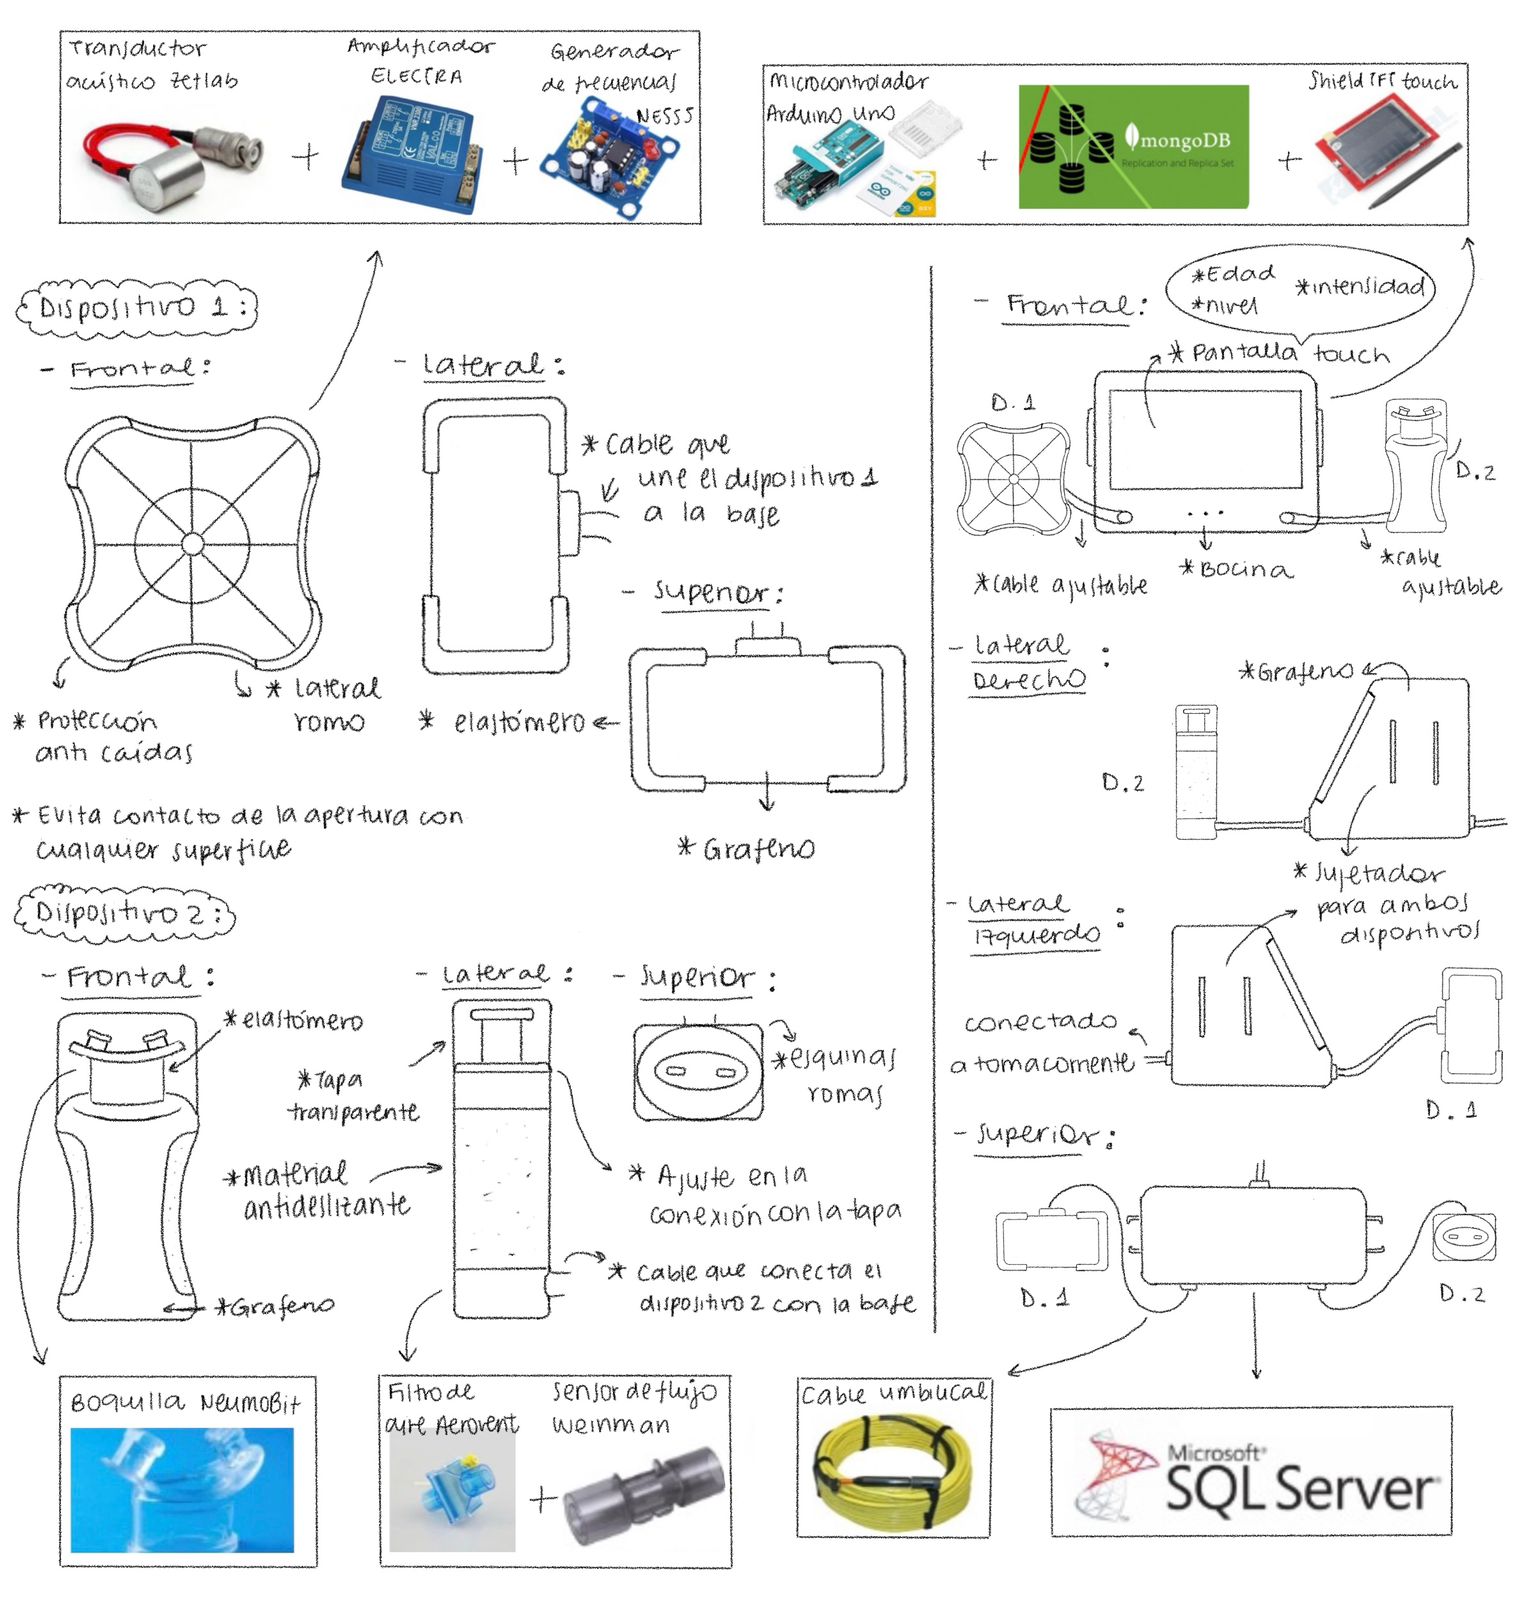 Transductor
acústico Zetlab
Amplificador
ELECTRA
Generador
de frecuencias
NE555
Microcontrolador
Arduino uno
mongoDB
Replication and Replica Set
Shield TFT touch
Dispositivo 1:
- Frontal:
- Lateral:
* Cable que
une el dispositivo 1
a la base
- Superior:
* Protección
anti caídas
* Lateral
romo
* elastómero
* Grafeno
* Evita contacto de la apertura con
cualquier superficie
Dispositivo 2:
- Frontal:
* elastómero
* Grafeno
- Lateral:
* Tapa
transparente
* Material
antideslizante
- Superior:
* esquinas
romas
* Ajuste en la
conexión con la tapa
* Cable que conecta el
dispositivo 2 con la base
Boquilla NeumoBit
Filtro de
aire Aerovent
Sensor de flujo
Weinman
- Frontal:
* Edad
* nivel
* intensidad
* Pantalla touch
D.1
D.2
* Cable ajustable
* Bocina
* Cable
ajustable
- Lateral
Derecho:
* Grafeno
D.2
* Sujetador
para ambos
dispositivos
- Lateral
Izquierdo:
conectado
a tomacorriente
D.1
- Superior:
D.1
D.2
Cable umbilical
Microsoft
SQL Server